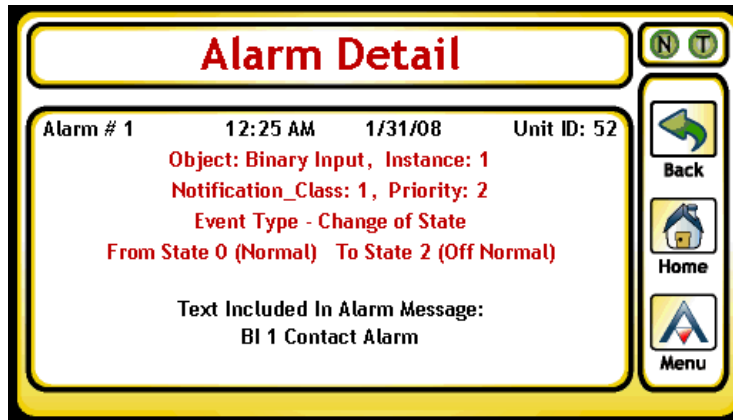 Alarm Detail
N T
Alarm # 1 12:25 AM 1/31/08 Unit ID: 52
Object: Binary Input, Instance: 1
Notification_Class: 1, Priority: 2
Event Type - Change of State
From State 0 (Normal) To State 2 (Off Normal)
Text Included In Alarm Message:
BI 1 Contact Alarm
Back
Home
Menu